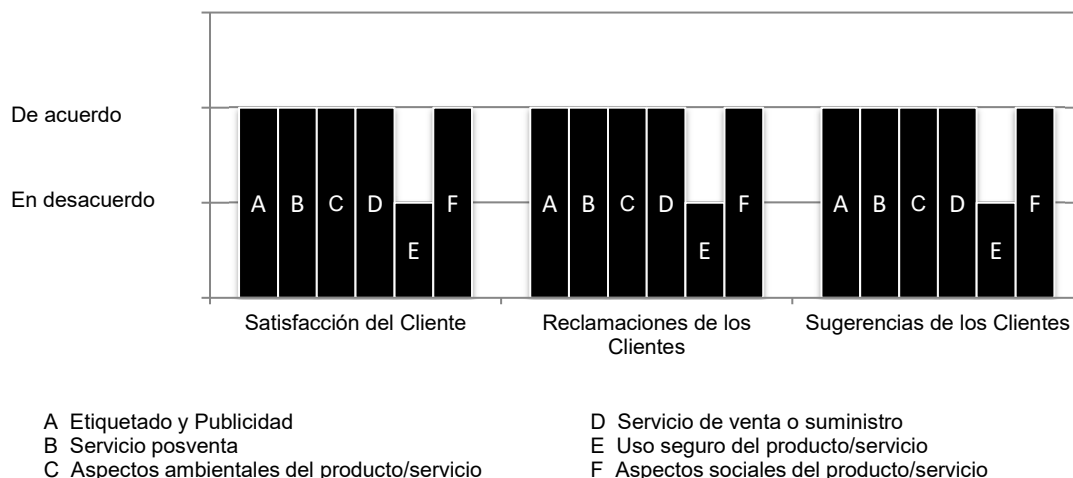 De acuerdo
En desacuerdo
A B C D E F
A B C D E F
A B C D E F
Satisfacción del Cliente
Reclamaciones de los
Clientes
Sugerencias de los Clientes
A Etiquetado y Publicidad
B Servicio posventa
C Aspectos ambientales del producto/servicio
D Servicio de venta o suministro
E Uso seguro del producto/servicio
F Aspectos sociales del producto/servicio